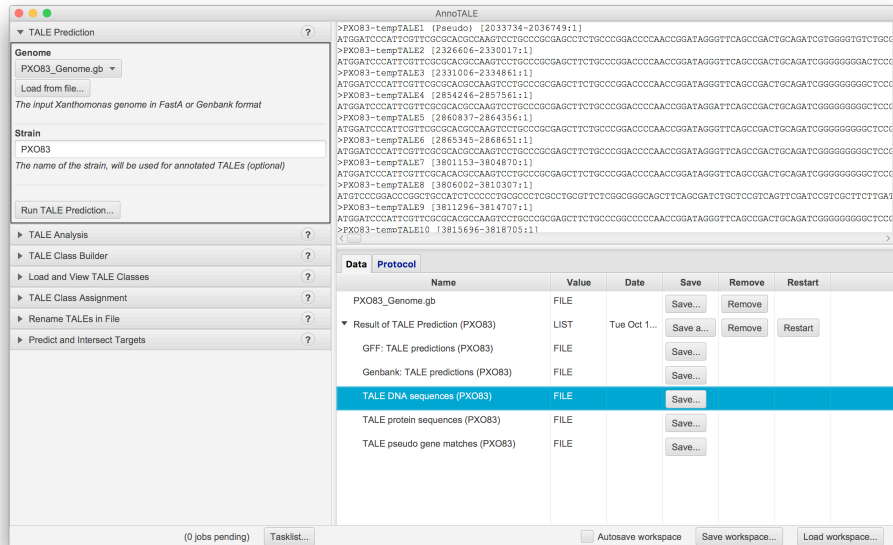 AnnoTALE
TALE Prediction ?
Genome
PXO83_Genome.gb
Load from file...
The input Xanthomonas genome in FastA or Genbank format
Strain
PXO83
The name of the strain, will be used for annotated TALEs (optional)
Run TALE Prediction...
TALE Analysis ?
TALE Class Builder ?
Load and View TALE Classes ?
TALE Class Assignment ?
Rename TALEs in File ?
Predict and Intersect Targets ?
>PXO83-tempTALE1 (Pseudo) [2033734-2036749:1]
>PXO83-tempTALE2 [2326606-2330017:1]
>PXO83-tempTALE3 [2331006-2334861:1]
>PXO83-tempTALE4 [2854246-2857561:1]
>PXO83-tempTALE5 [2860837-2864356:1]
>PXO83-tempTALE6 [2865345-2868651:1]
>PXO83-tempTALE7 [3801153-3804870:1]
>PXO83-tempTALE8 [3806002-3810307:1]
>PXO83-tempTALE9 [3811296-3814707:1]
>PXO83-tempTALE10 [3815696-3818705:1]
Data Protocol
Name Value Date Save Remove Restart
PXO83_Genome.gb FILE Save... Remove
Result of TALE Prediction (PXO83) LIST Tue Oct 1... Save a... Remove Restart
GFF: TALE predictions (PXO83) FILE Save...
Genbank: TALE predictions (PXO83) FILE Save...
TALE DNA sequences (PXO83) FILE Save...
TALE protein sequences (PXO83) FILE Save...
TALE pseudo gene matches (PXO83) FILE Save...
(0 jobs pending) Tasklist... Autosave workspace Save workspace... Load workspace...